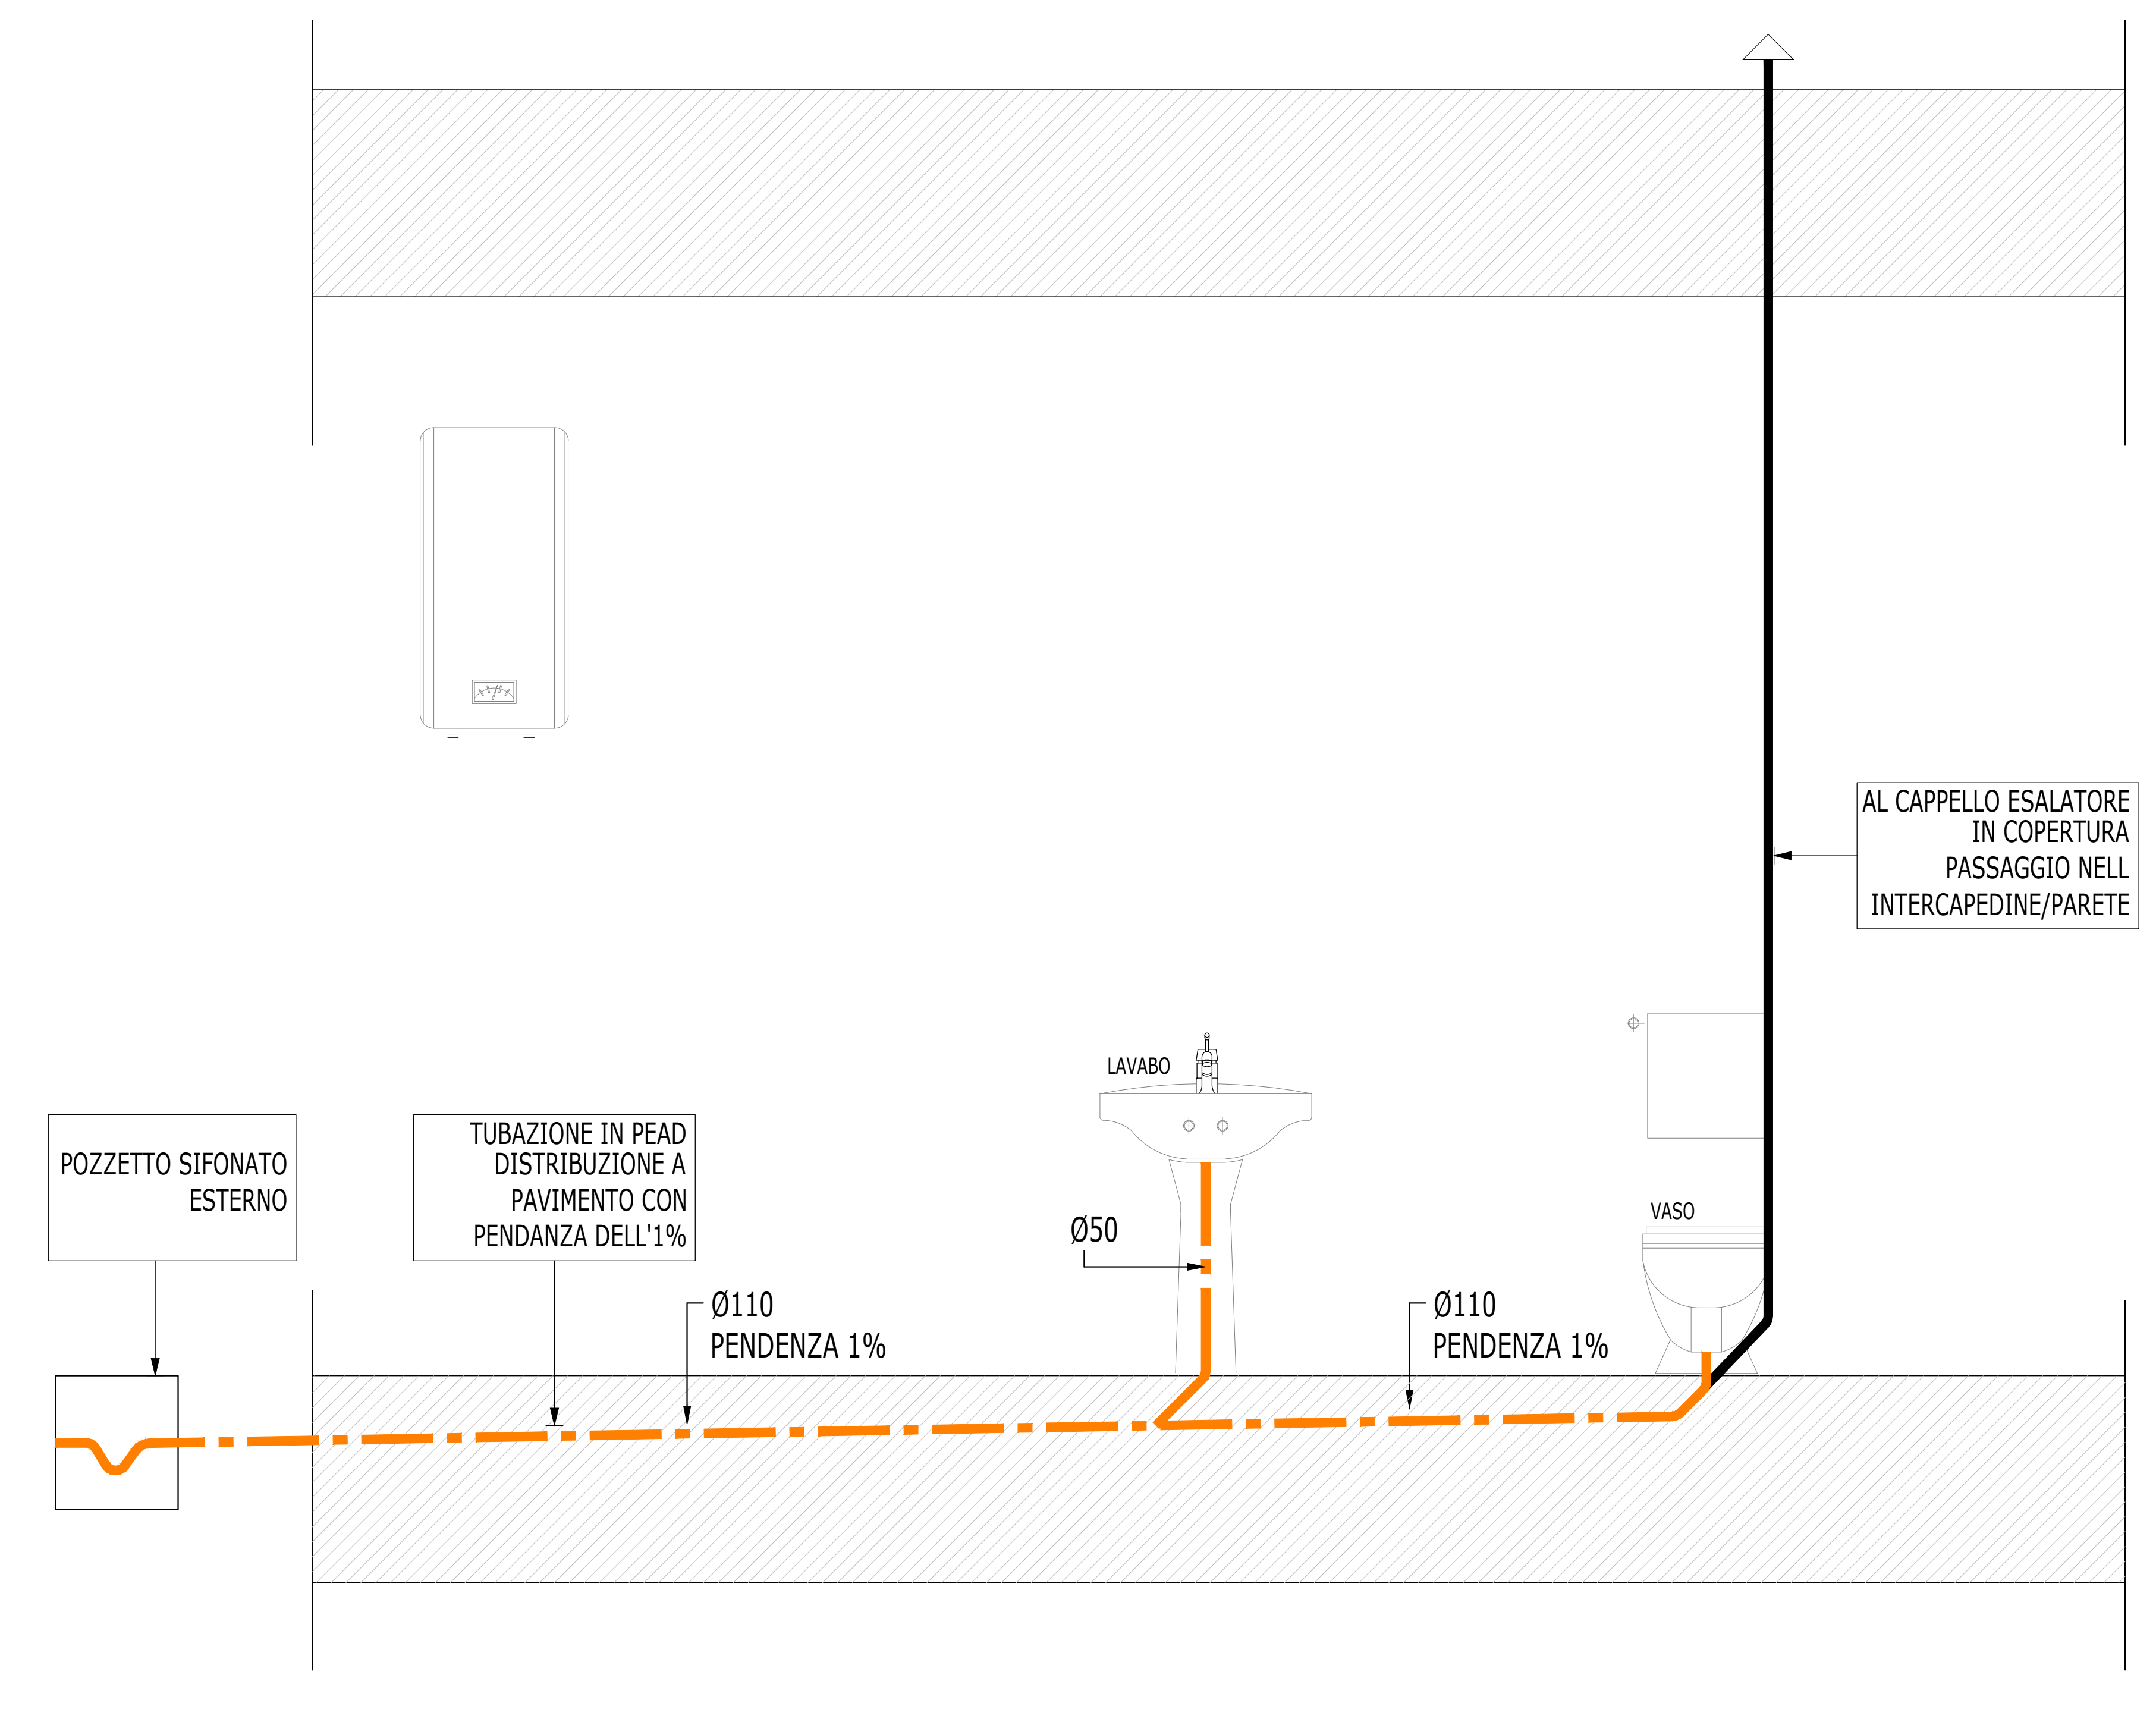 AL CAPPELLO ESALATORE
IN COPERTURA
PASSAGGIO NELL
INTERCAPEDINE/PARETE
LAVABO
POZZETTO SIFONATO
ESTERNO
TUBAZIONE IN PEAD
DISTRIBUZIONE A
PAVIMENTO CON
PENDANZA DELL'1%
VASO
Ø50
Ø110
PENDENZA 1%
Ø110
PENDENZA 1%